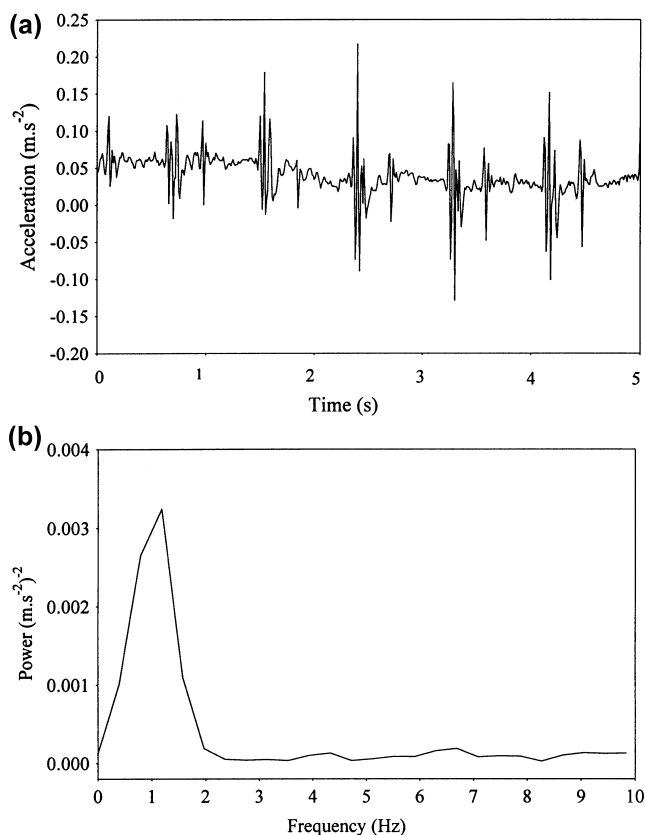 (a)
Acceleration (m.s-2)
0.25
0.20
0.15
0.10
0.05
0.00
-0.05
-0.10
-0.15
-0.20
0 1 2 3 4 5
Time (s)
(b)
Power (m.s-2)-2
0.004
0.003
0.002
0.001
0.000
0 1 2 3 4 5 6 7 8 9 10
Frequency (Hz)